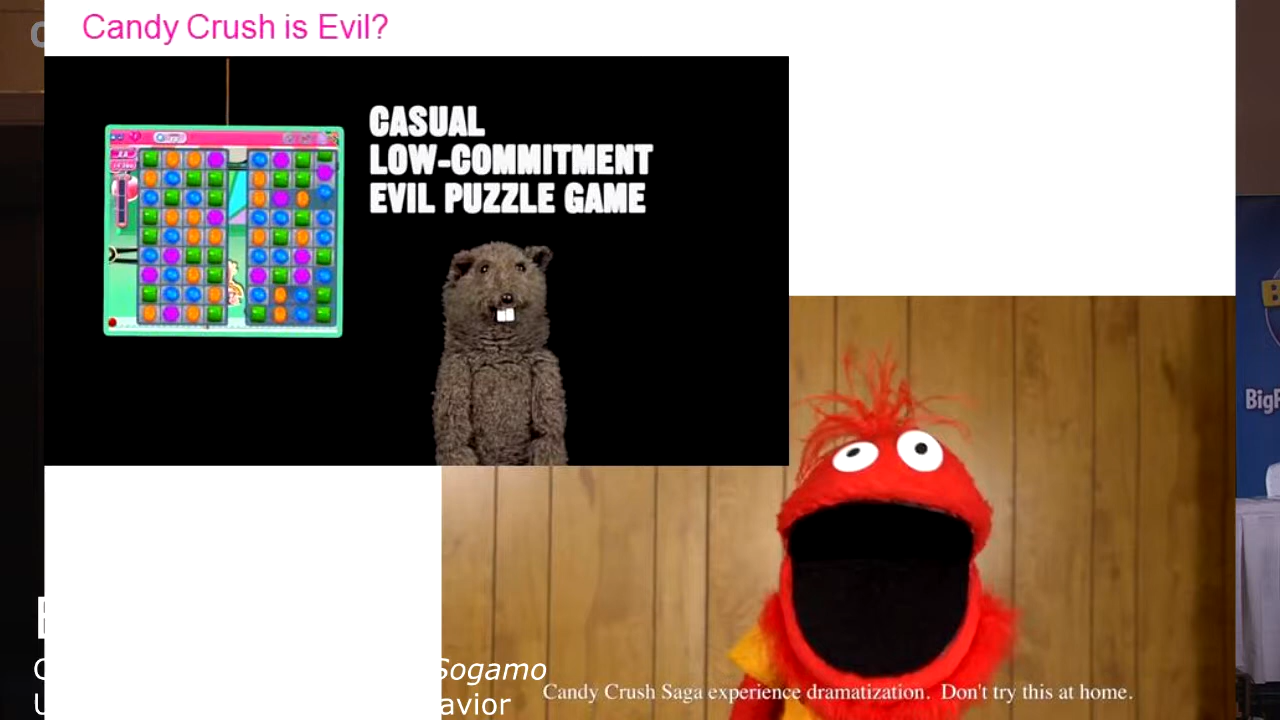 Candy Crush is Evil?
CASUAL
LOW-COMMITMENT
EVIL PUZZLE GAME
Sogamo
avior
Candy Crush Saga experience dramatization.  Don't try this at home.